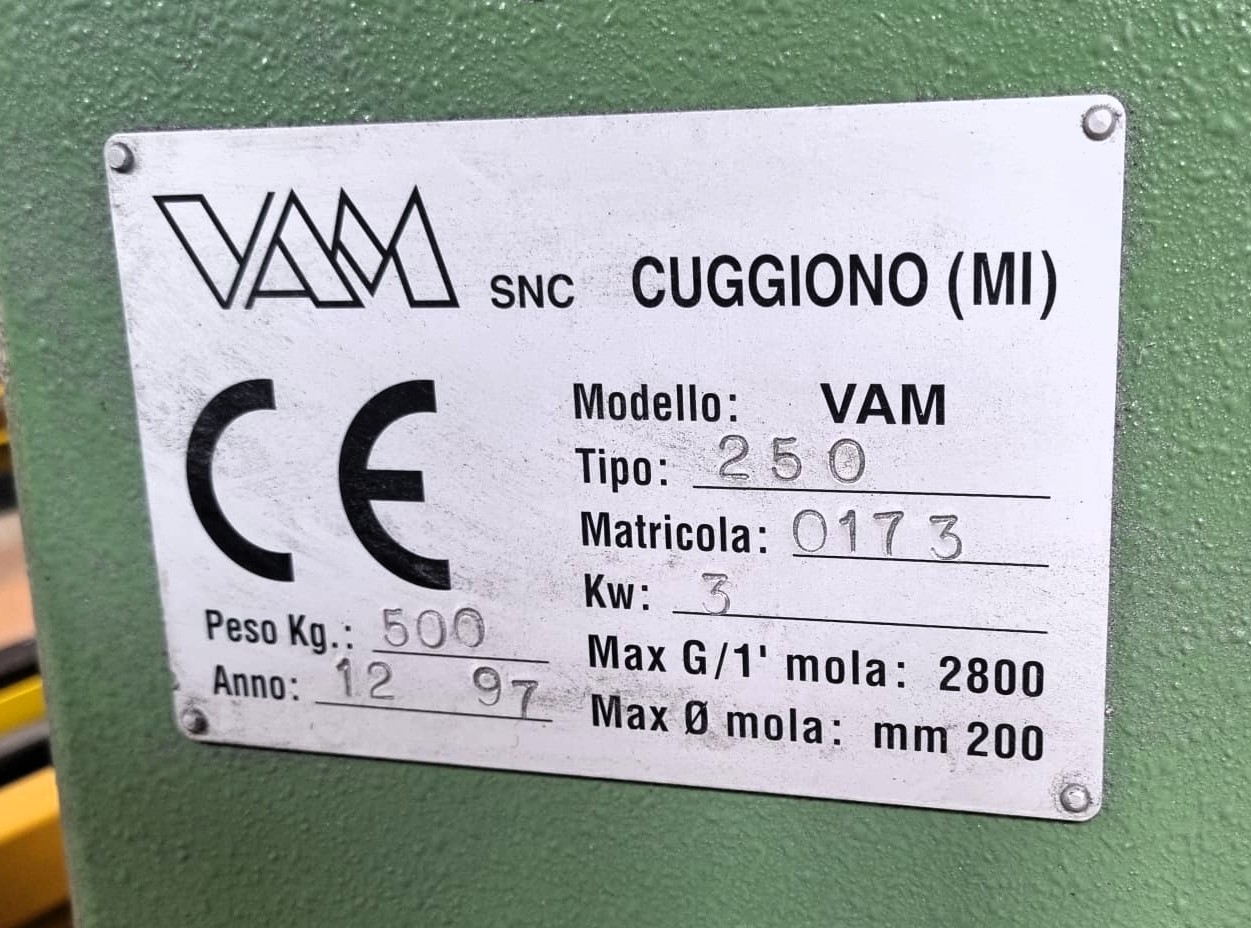 VAM SNC CUGGIONO (MI)
CE
Modello: VAM
Tipo: 250
Matricola: 0173
Kw: 3
Peso Kg.: 500
Anno: 12 97
Max G/1' mola: 2800
Max Ø mola: mm 200